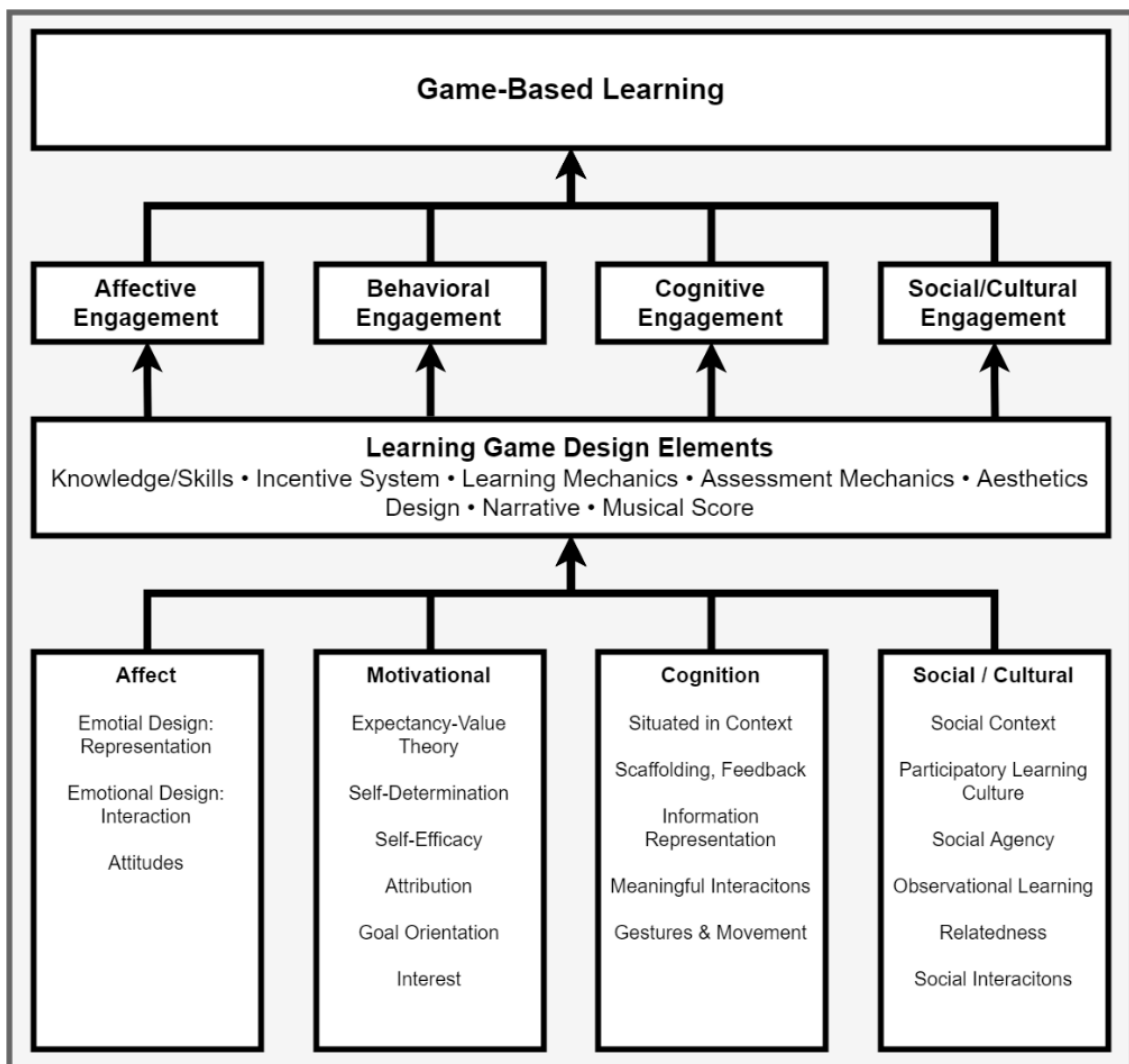 Game-Based Learning
Affective
Engagement
Behavioral
Engagement
Cognitive
Engagement
Social/Cultural
Engagement
Learning Game Design Elements
Knowledge/Skills • Incentive System • Learning Mechanics • Assessment Mechanics • Aesthetics
Design • Narrative • Musical Score
Affect
Emotial Design:
Representation
Emotional Design:
Interaction
Attitudes
Motivational
Expectancy-Value
Theory
Self-Determination
Self-Efficacy
Attribution
Goal Orientation
Interest
Cognition
Situated in Context
Scaffolding, Feedback
Information
Representation
Meaningful Interacitons
Gestures & Movement
Social / Cultural
Social Context
Participatory Learning
Culture
Social Agency
Observational Learning
Relatedness
Social Interacitons